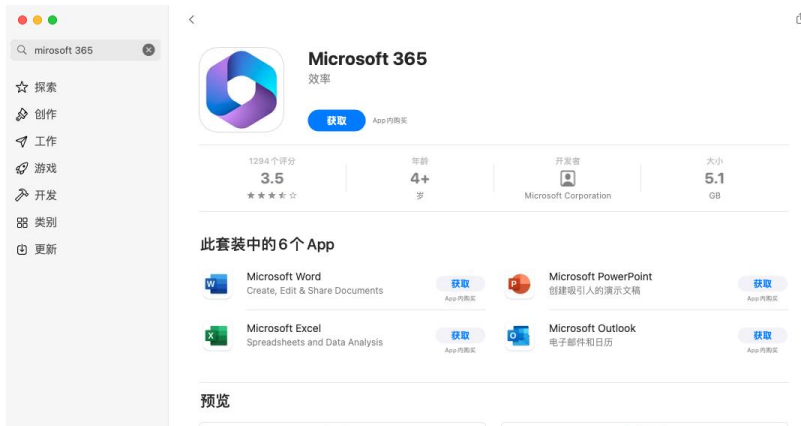 mirosoft 365
探索
创作
工作
游戏
开发
类别
更新
Microsoft 365
效率
获取
App内购买
1294个评分
3.5
年龄
4+
岁
开发者
Microsoft Corporation
大小
5.1
GB
此套装中的6个App
Microsoft Word
Create, Edit & Share Documents
获取
App内购买
Microsoft PowerPoint
创建吸引人的演示文稿
获取
App内购买
Microsoft Excel
Spreadsheets and Data Analysis
获取
App内购买
Microsoft Outlook
电子邮件和日历
获取
App内购买
预览